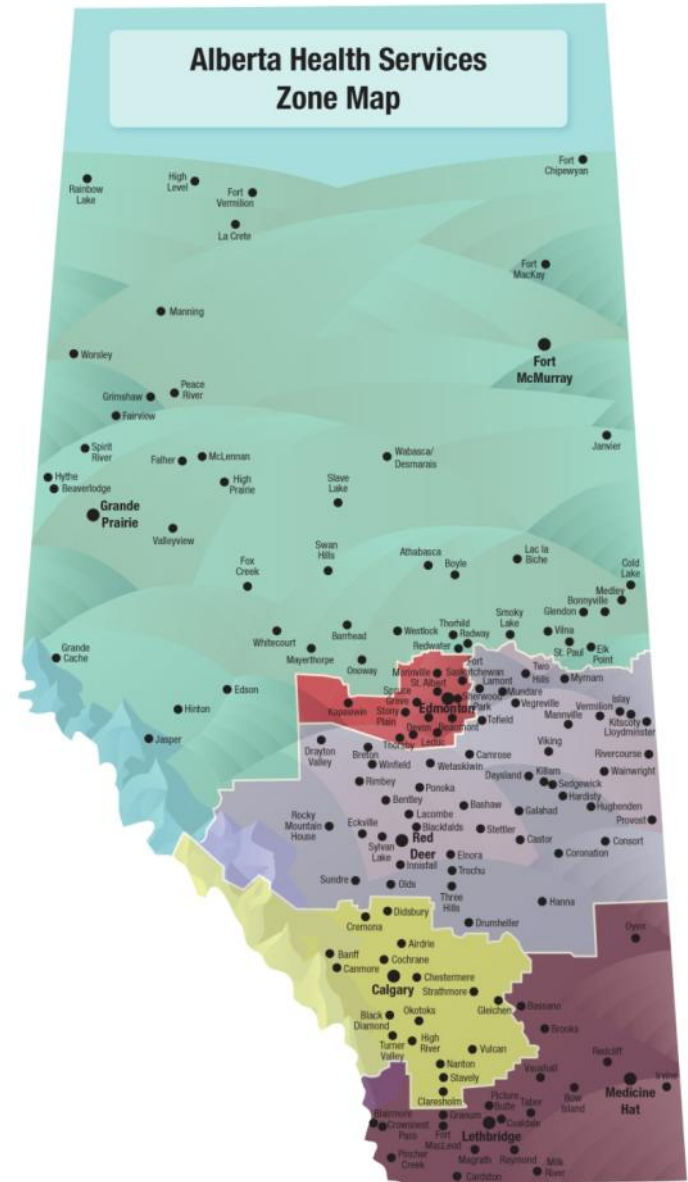 Alberta Health Services
Zone Map
Fort
Chipewyan
Rainbow
Lake
High
Level
Fort
Vermilion
La Crete
Fort
MacKay
Manning
Worsley
Fort
McMurray
Peace
River
Grimshaw
Fairview
Janvier
Spirit
River
Falher
McLennan
Wabasca/
Desmarais
Hythe
Beaverlodge
High
Prairie
Slave
Lake
Grande
Prairie
Valleyview
Swan
Hills
Fox
Creek
Athabasca
Boyle
Lac la
Biche
Cold
Lake
Medley
Bonnyville
Glendon
Whitecourt
Barrhead
Westlock
Thorhild
Radway
Redwater
Smoky
Lake
Vilna
St. Paul
Elk
Point
Mayerthorpe
Onoway
Grande
Cache
Edson
Hinton
Jasper
Morinville
St. Albert
Fort
Saskatchewan
Lamont
Two
Hills
Myrnam
Spruce
Grove
Stony
Plain
Sherwood
Park
Mundare
Vegreville
Edmonton
Kapasiwin
Devon
Beaumont
Tofield
Mannville
Vermilion
Islay
Kitscoty
Lloydminster
Thorsby
Leduc
Drayton
Valley
Breton
Winfield
Wetaskiwin
Camrose
Viking
Rivercourse
Daysland
Killam
Sedgewick
Wainwright
Rimbey
Ponoka
Hardisty
Hughenden
Bentley
Bashaw
Galahad
Provost
Rocky
Mountain
House
Eckville
Lacombe
Blackfalds
Stettler
Sylvan
Lake
Red
Deer
Castor
Consort
Coronation
Innisfail
Elnora
Trochu
Sundre
Olds
Three
Hills
Hanna
Didsbury
Cremona
Drumheller
Oyen
Airdrie
Banff
Cochrane
Canmore
Chestermere
Calgary
Strathmore
Gleichen
Bassano
Black
Diamond
Okotoks
Brooks
Turner
Valley
High
River
Vulcan
Redcliff
Nanton
Stavely
Vauxhall
Irvine
Medicine
Hat
Bow
Island
Claresholm
Picture
Butte
Taber
Blairmore
Crowsnest
Pass
Granum
Coaldale
Fort
MacLeod
Lethbridge
Pincher
Creek
Magrath
Raymond
Milk
River
Cardston